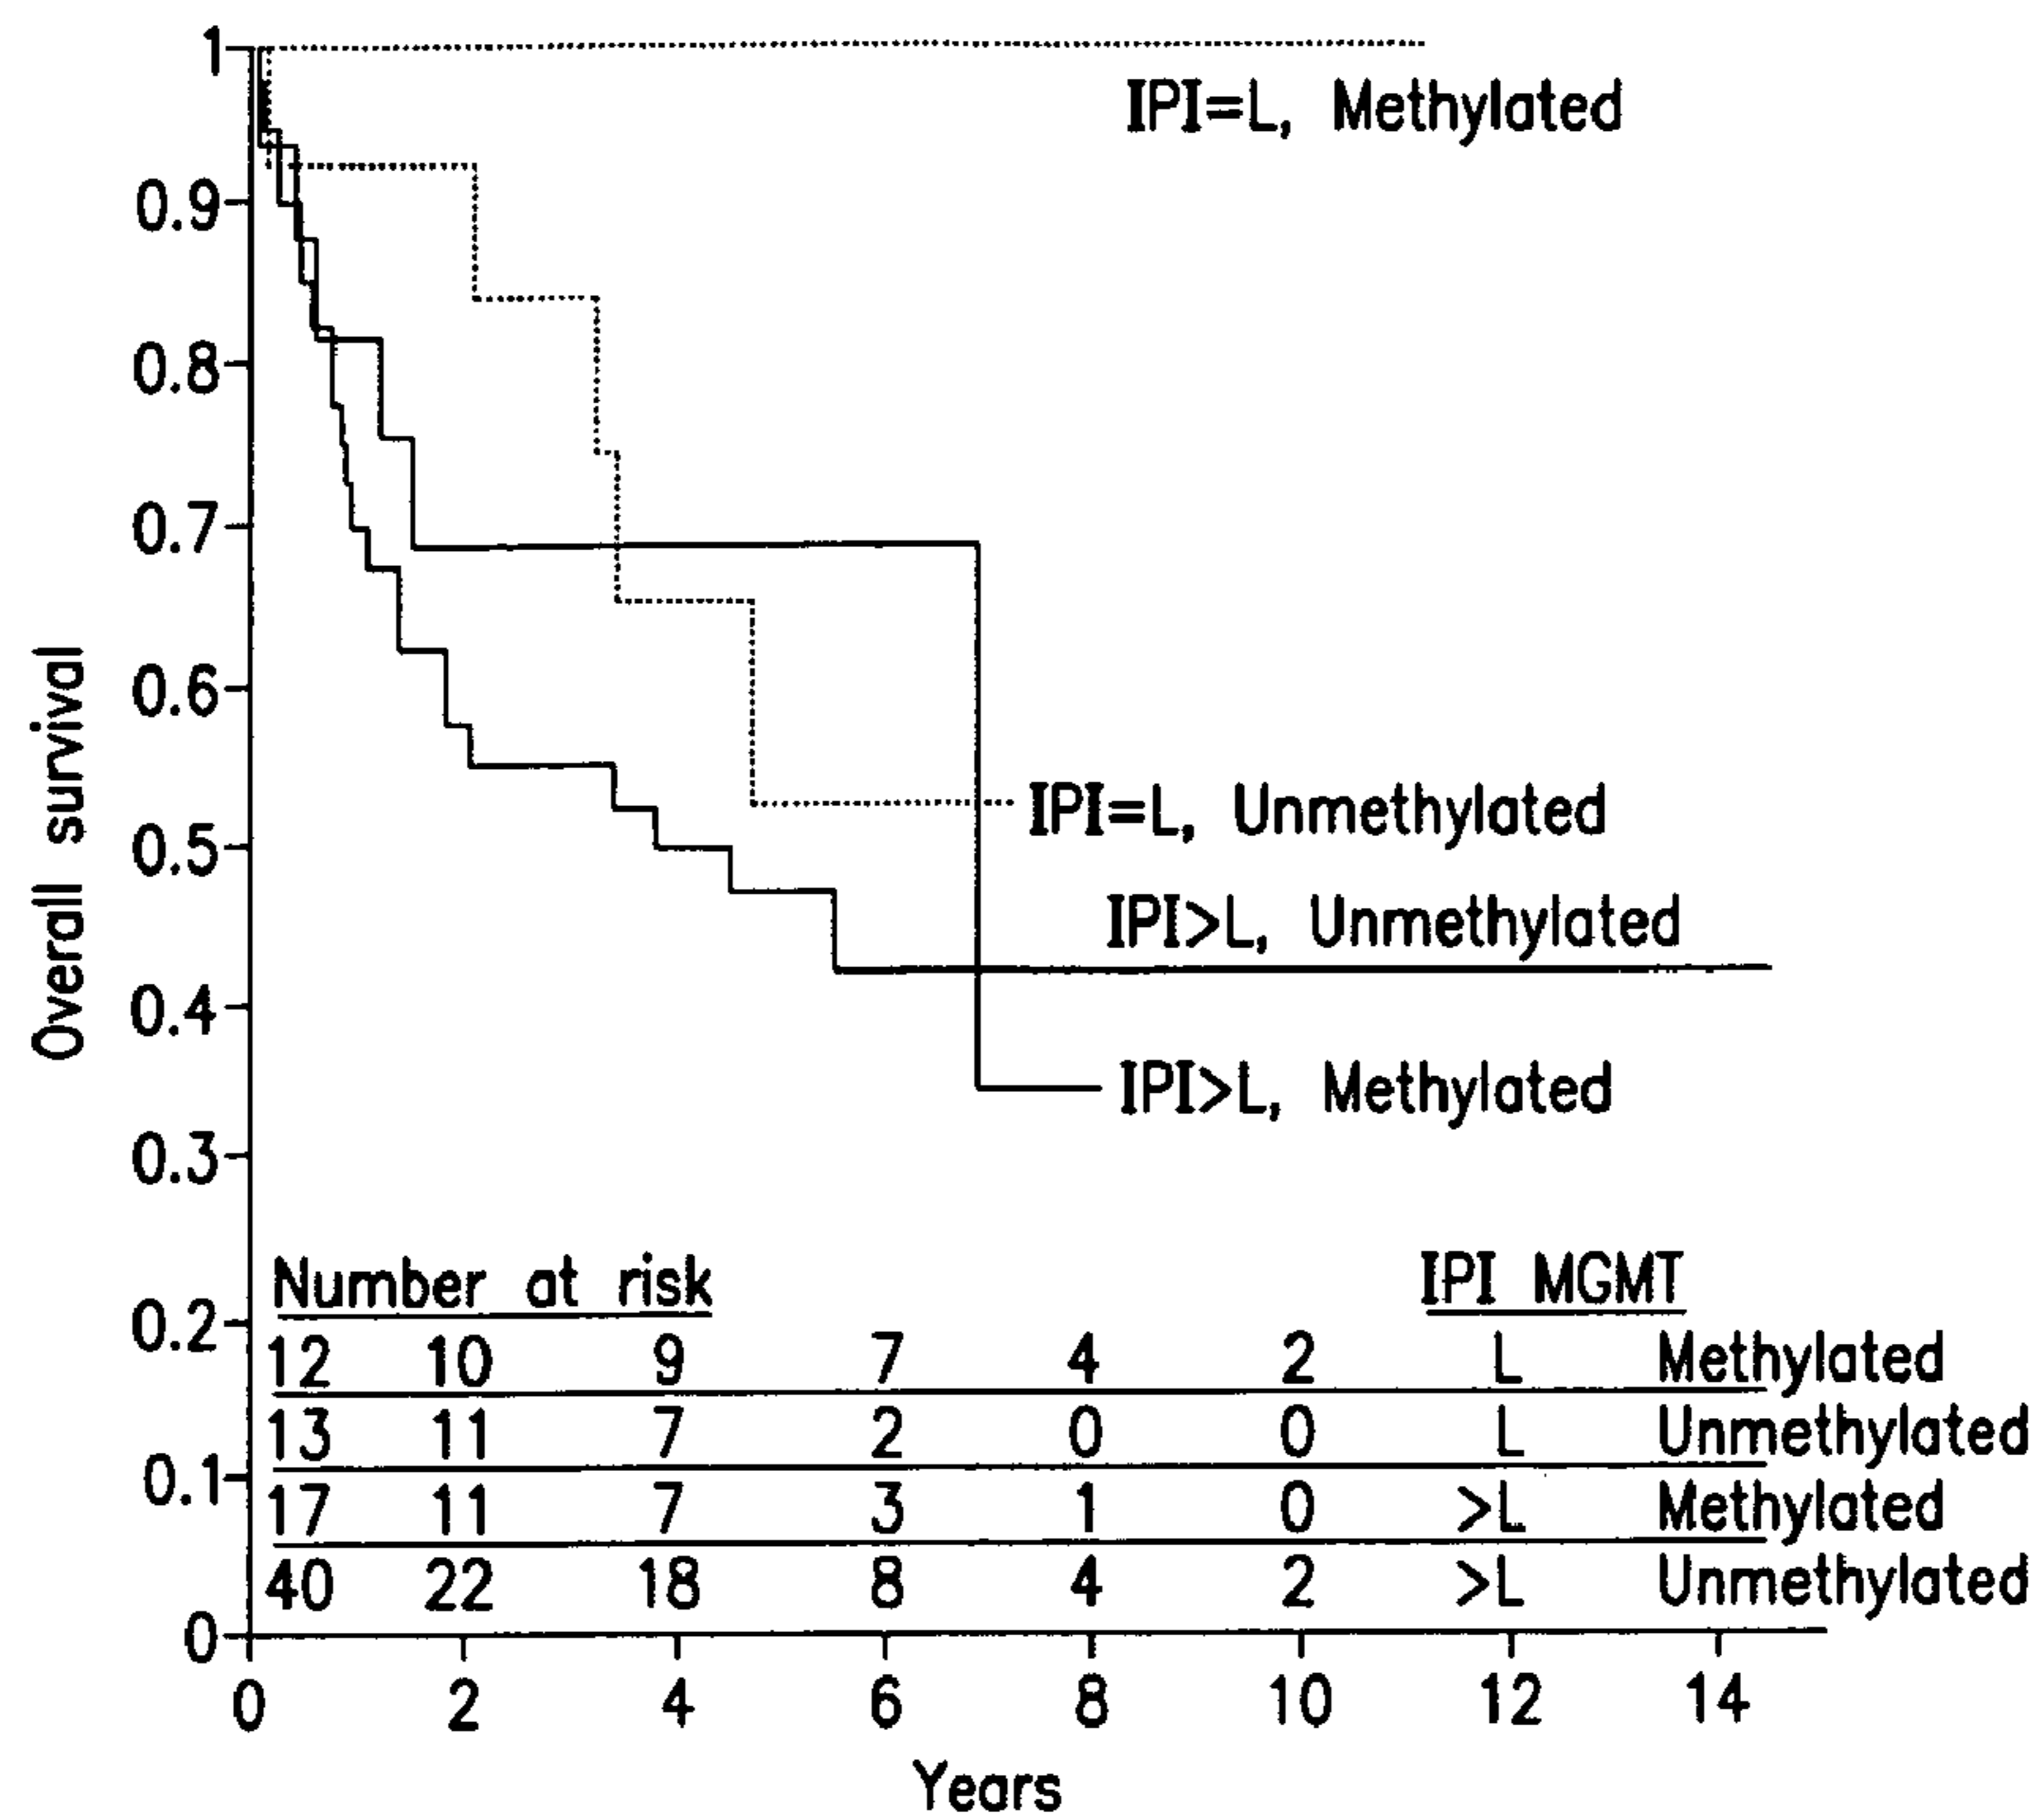 1
IPI=L, Methylated
0.9
0.8
0.7
0.6
Overall survival
IPI=L, Unmethylated
0.5
IPI>L, Unmethylated
0.4
IPI>L, Methylated
0.3
Number at risk IPI MGMT
0.2
12 10 9 7 4 2 L Methylated
13 11 7 2 0 0 L Unmethylated
0.1
17 11 7 3 1 0 >L Methylated
40 22 18 8 4 2 >L Unmethylated
0
0 2 4 6 8 10 12 14
Years